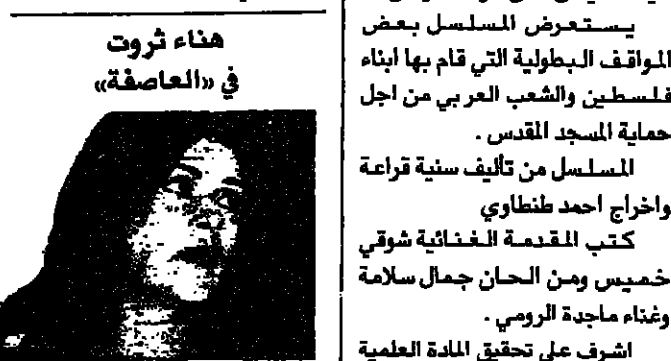 يستعرض المسلسل بعض
المواقف البطولية التي قام بها ابناء
فلسطين والشعب العربي من اجل
حماية المسجد المقدس .
المسلسل من تأليف سنية قراعة
واخراج احمد طنطاوي
كتب المقدمة الغنائية شوقي
خميس ومن الحان جمال سلامة
وغناء ماجدة الرومي .
اشرف على تحقيق المادة العلمية
هناء ثروت
في «العاصفة»